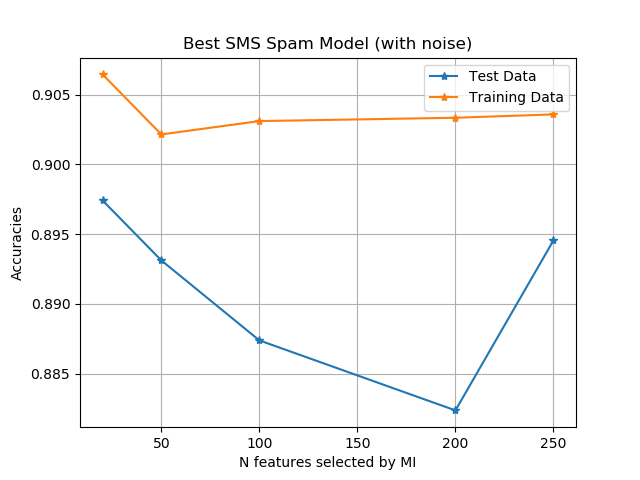 Best SMS Spam Model (with noise)
Test Data
Training Data
0.905
0.900
0.895
0.890
0.885
Accuracies
50
100
150
200
250
N features selected by MI